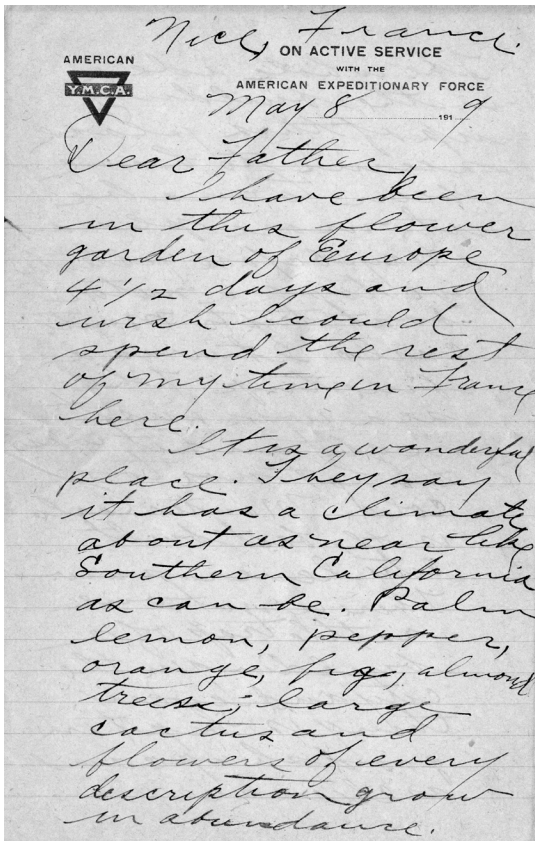 Nice, France
AMERICAN
Y.M.C.A.
ON ACTIVE SERVICE
WITH THE
AMERICAN EXPEDITIONARY FORCE
May 8 1919
Dear Father,
I have been
in this flower
garden of Europe
4 1/2 days and
wish I could
spend the rest
of my time in France
here.
It is a wonderful
place. They say
it has a climate
about as near like
Southern California
as can be. Palm
lemon, pepper,
orange, fig, almond
trees; large
cactus and
flowers of every
description grow
in abundance.